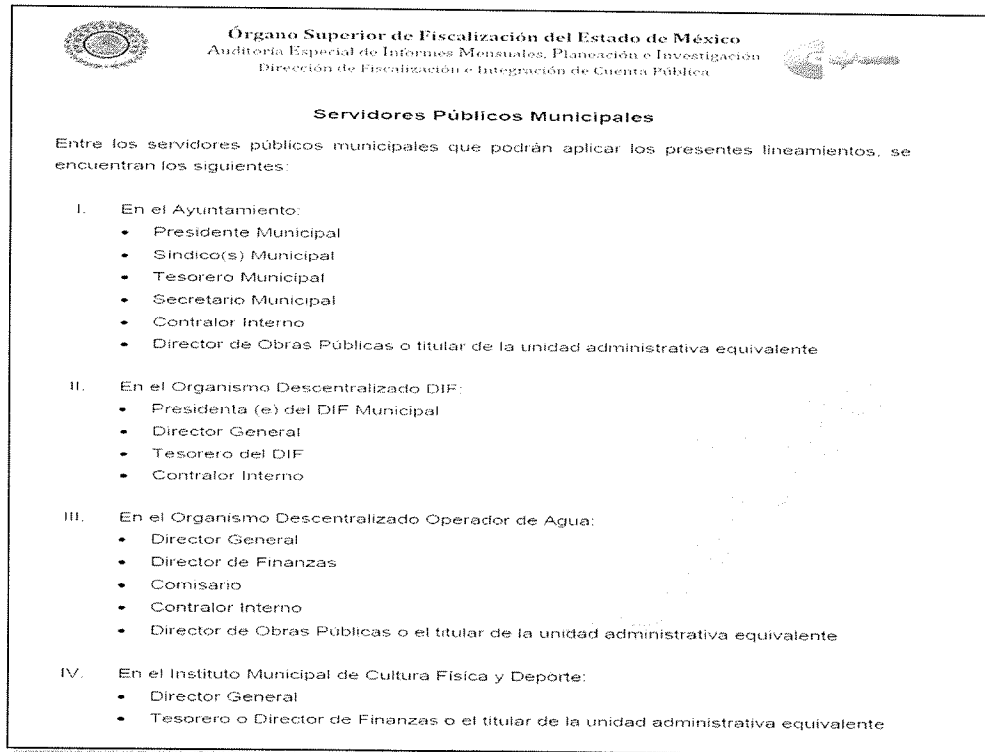 Órgano Superior de Fiscalización del Estado de México
Auditoría Especial de Informes Mensuales, Planeación e Investigación
Dirección de Fiscalización e Integración de Cuenta Pública
Servidores Públicos Municipales
Entre los servidores públicos municipales que podrán aplicar los presentes lineamientos, se
encuentran los siguientes:
I. En el Ayuntamiento:
• Presidente Municipal
• Síndico(s) Municipal
• Tesorero Municipal
• Secretario Municipal
• Contralor Interno
• Director de Obras Públicas o titular de la unidad administrativa equivalente
II. En el Organismo Descentralizado DIF:
• Presidenta (e) del DIF Municipal
• Director General
• Tesorero del DIF
• Contralor Interno
III. En el Organismo Descentralizado Operador de Agua:
• Director General
• Director de Finanzas
• Comisario
• Contralor Interno
• Director de Obras Públicas o el titular de la unidad administrativa equivalente
IV. En el Instituto Municipal de Cultura Física y Deporte:
• Director General
• Tesorero o Director de Finanzas o el titular de la unidad administrativa equivalente